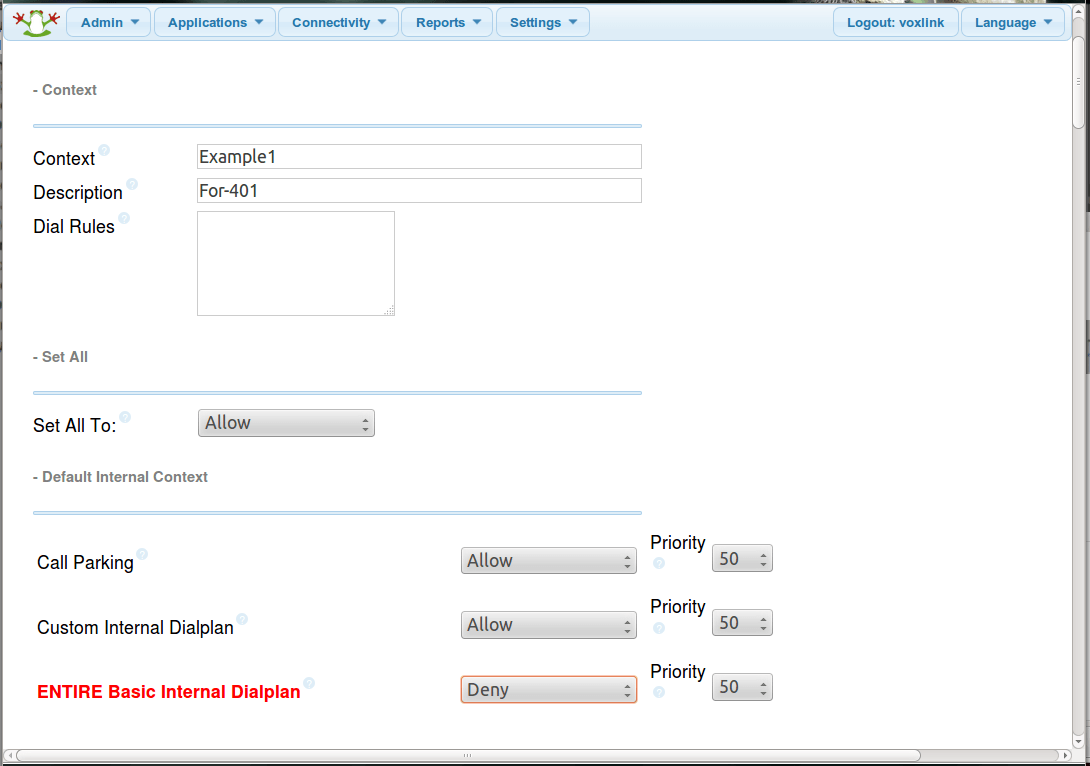 Admin Applications Connectivity Reports Settings Logout: voxlink Language
- Context
Context ? Example1
Description ? For-401
Dial Rules ?
- Set All
Set All To: ? Allow
- Default Internal Context
Call Parking ? Allow Priority ? 50
Custom Internal Dialplan ? Allow Priority ? 50
ENTIRE Basic Internal Dialplan ? Deny Priority ? 50